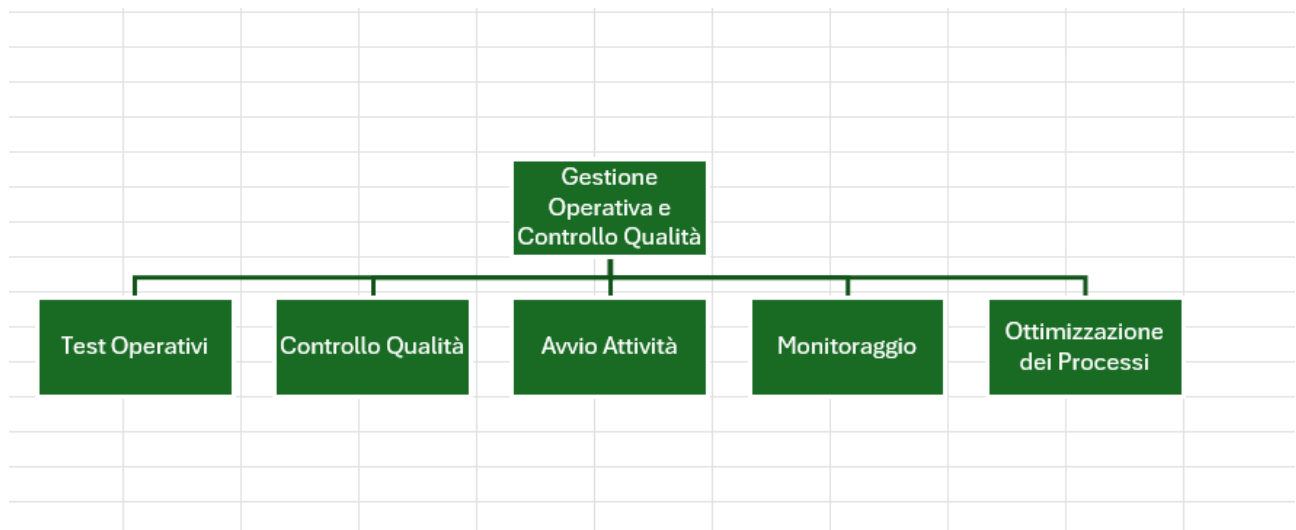 Gestione
Operativa e
Controllo Qualità
Test Operativi
Controllo Qualità
Avvio Attività
Monitoraggio
Ottimizzazione
dei Processi